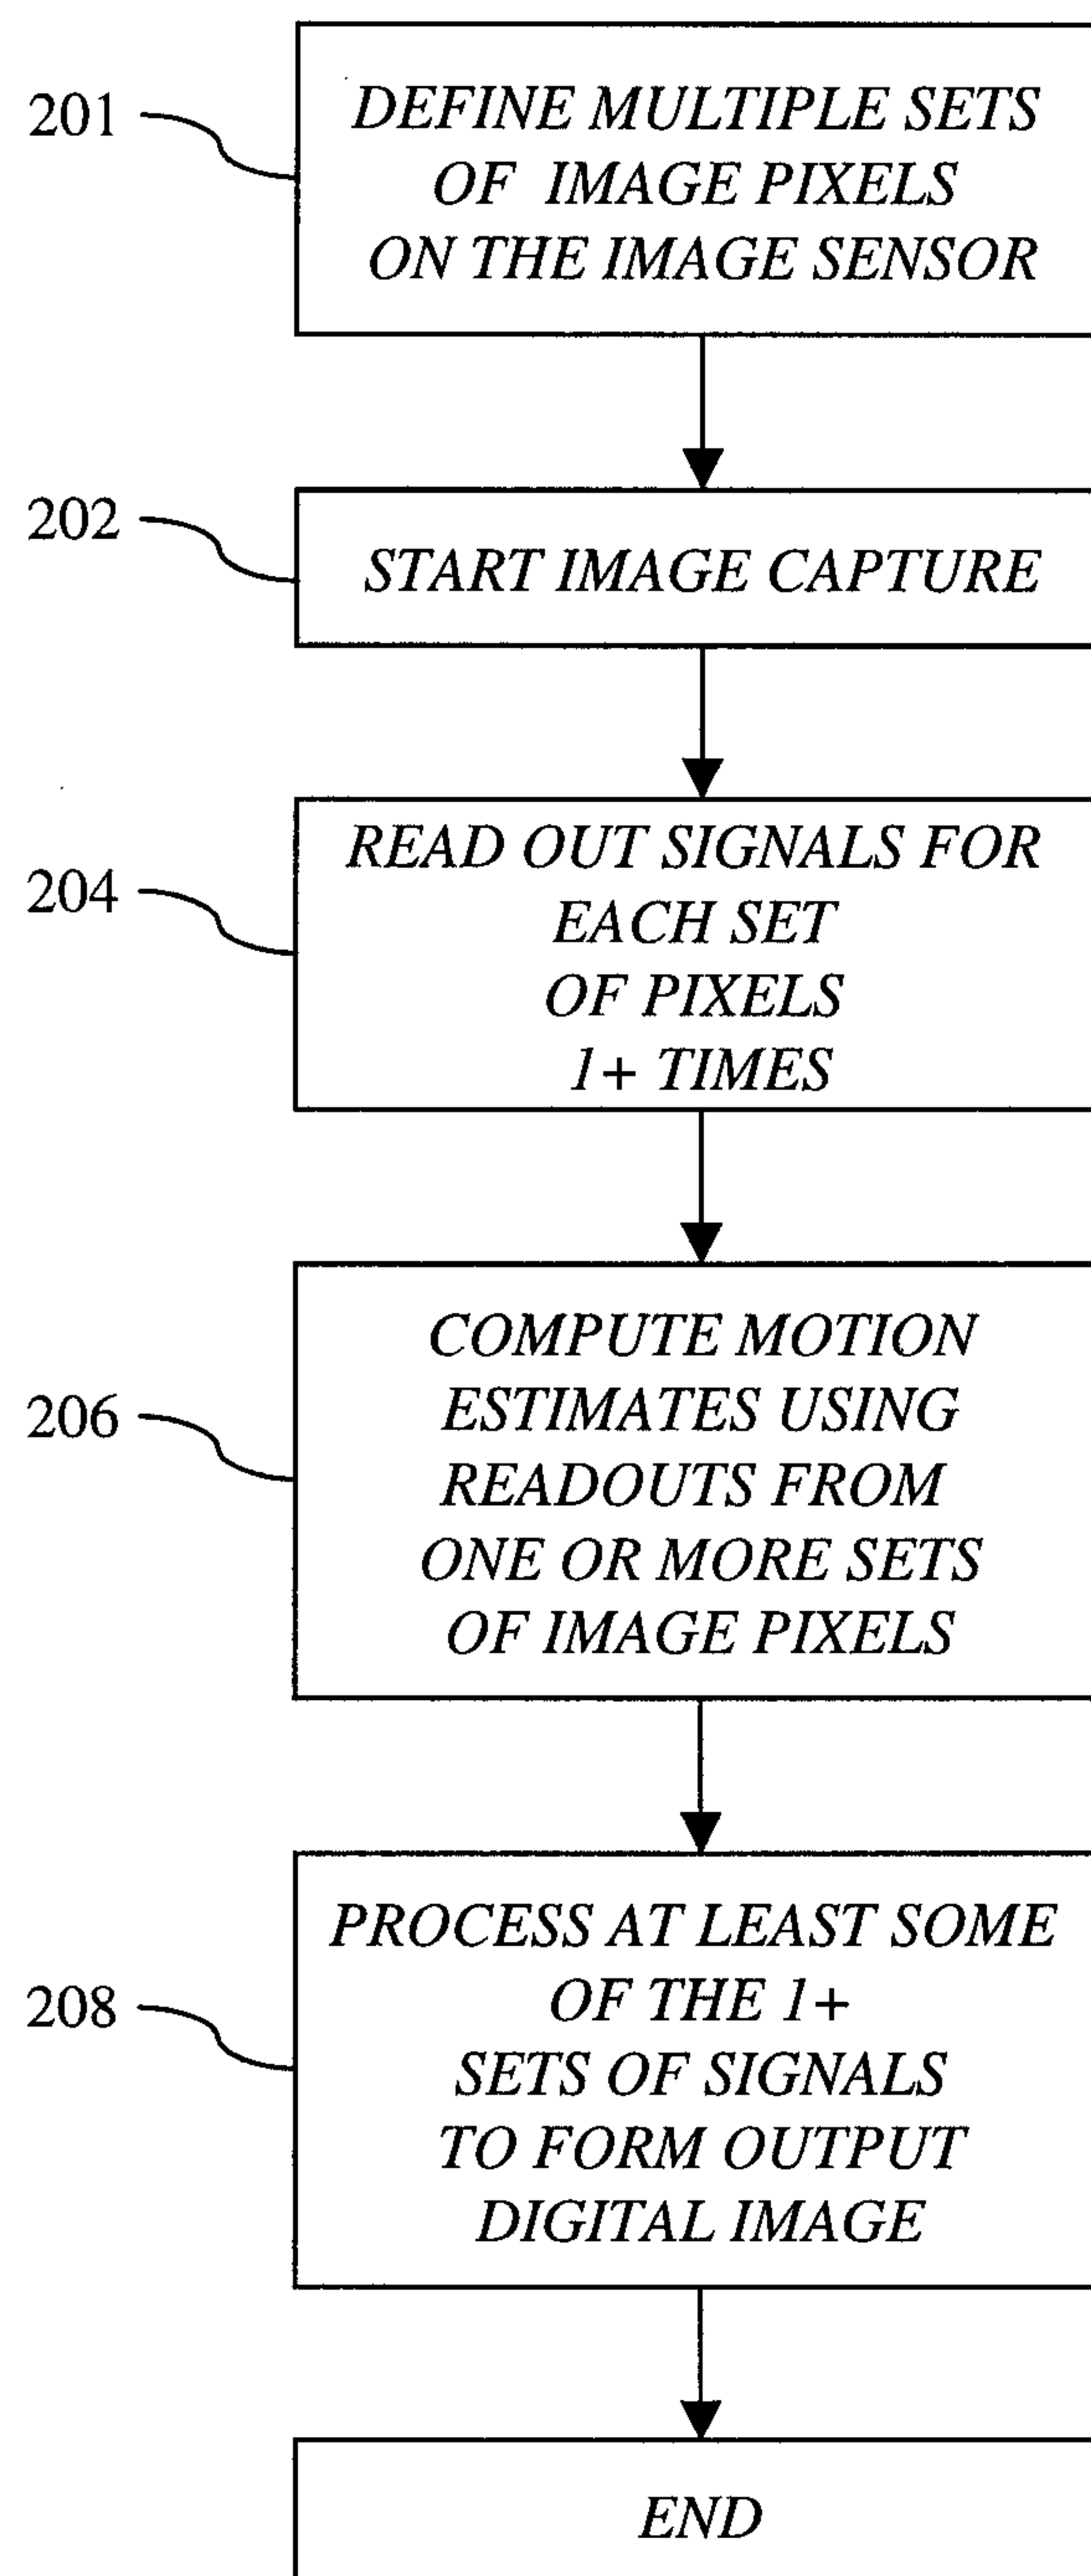 201
DEFINE MULTIPLE SETS
OF IMAGE PIXELS
ON THE IMAGE SENSOR
202
START IMAGE CAPTURE
204
READ OUT SIGNALS FOR
EACH SET
OF PIXELS
1+ TIMES
206
COMPUTE MOTION
ESTIMATES USING
READOUTS FROM
ONE OR MORE SETS
OF IMAGE PIXELS
208
PROCESS AT LEAST SOME
OF THE 1+
SETS OF SIGNALS
TO FORM OUTPUT
DIGITAL IMAGE
END